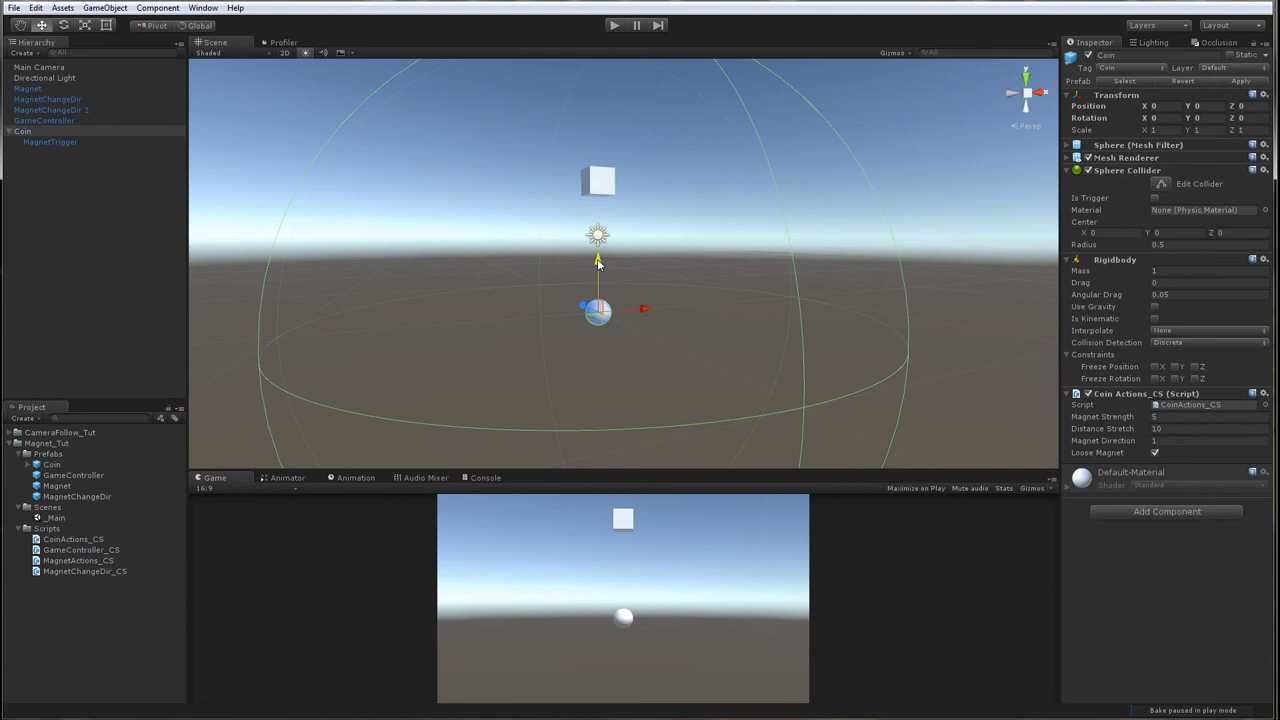 File Edit Assets GameObject Component Window Help
Pivot Global Layers Layout
Hierarchy
Create All
Main Camera
Directional Light
Magnet
MagnetChangeDir
MagnetChangeDir 1
GameController
Coin
MagnetTrigger
Scene Profiler
Shaded 2D Gizmos All
y
x
Persp
Inspector Lighting Occlusion
Coin Static
Tag Coin Layer Default
Prefab Select Revert Apply
Transform
Position X 0 Y 0 Z 0
Rotation X 0 Y 0 Z 0
Scale X 1 Y 1 Z 1
Sphere (Mesh Filter)
Mesh Renderer
Sphere Collider
Edit Collider
Is Trigger
Material None (Physic Material)
Center
X 0 Y 0 Z 0
Radius 0.5
Rigidbody
Mass 1
Drag 0
Angular Drag 0.05
Use Gravity
Is Kinematic
Interpolate None
Collision Detection Discrete
Constraints
Freeze Position X Y Z
Freeze Rotation X Y Z
Coin Actions_CS (Script)
Script CoinActions_CS
Magnet Strength 5
Distance Stretch 10
Magnet Direction 1
Loose Magnet
Default-Material
Shader Standard
Add Component
Project
Create
CameraFollow_Tut
Magnet_Tut
Prefabs
Coin
GameController
Magnet
MagnetChangeDir
Scenes
_Main
Scripts
CoinActions_CS
GameController_CS
MagnetActions_CS
MagnetChangeDir_CS
Game Animator Animation Audio Mixer Console
16:9 Maximize on Play Mute audio Stats Gizmos
Bake paused in play mode